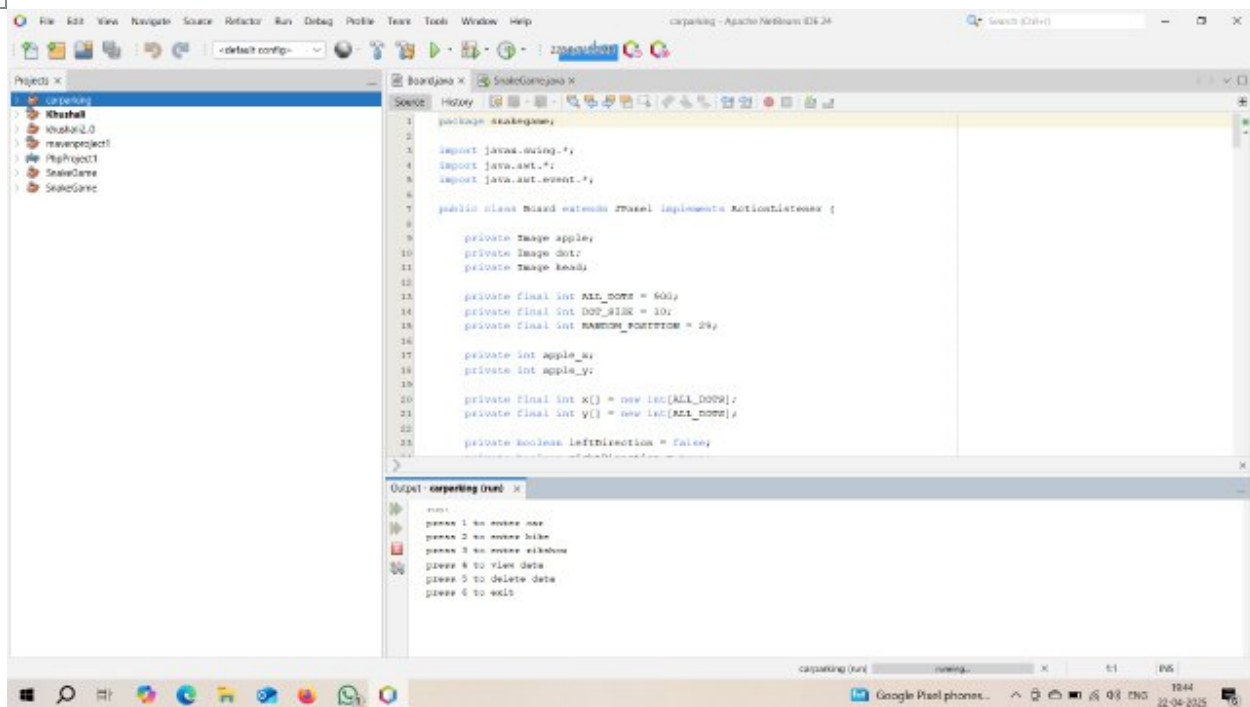 File Edit View Navigate Source Refactor Run Debug Profile Team Tools Window Help
carparking - Apache NetBeans IDE 24
Search (Ctrl+I)
<default config>
Projects
Board.java
SnakeGame.java
carparking
Khushali
khushali2.0
mavenproject1
PhpProject1
SnakeGame
SnakeGame
Source History
1 package snakegame;
2
3 import javax.swing.*;
4 import java.awt.*;
5 import java.awt.event.*;
6
7 public class Board extends JPanel implements ActionListener {
8
9 private Image apple;
10 private Image dot;
11 private Image head;
12
13 private final int ALL_DOTS = 900;
14 private final int DOT_SIZE = 10;
15 private final int RANDOM_POSITION = 29;
16
17 private int apple_x;
18 private int apple_y;
19
20 private final int x[] = new int[ALL_DOTS];
21 private final int y[] = new int[ALL_DOTS];
22
23 private boolean leftDirection = false;
Output - carparking (run)
run:
press 1 to enter car
press 2 to enter bike
press 3 to enter rikshaw
press 4 to view data
press 5 to delete data
press 6 to exit
carparking (run) running... 1:1 INS
Google Pixel phones... ENG
19:44
22-04-2025